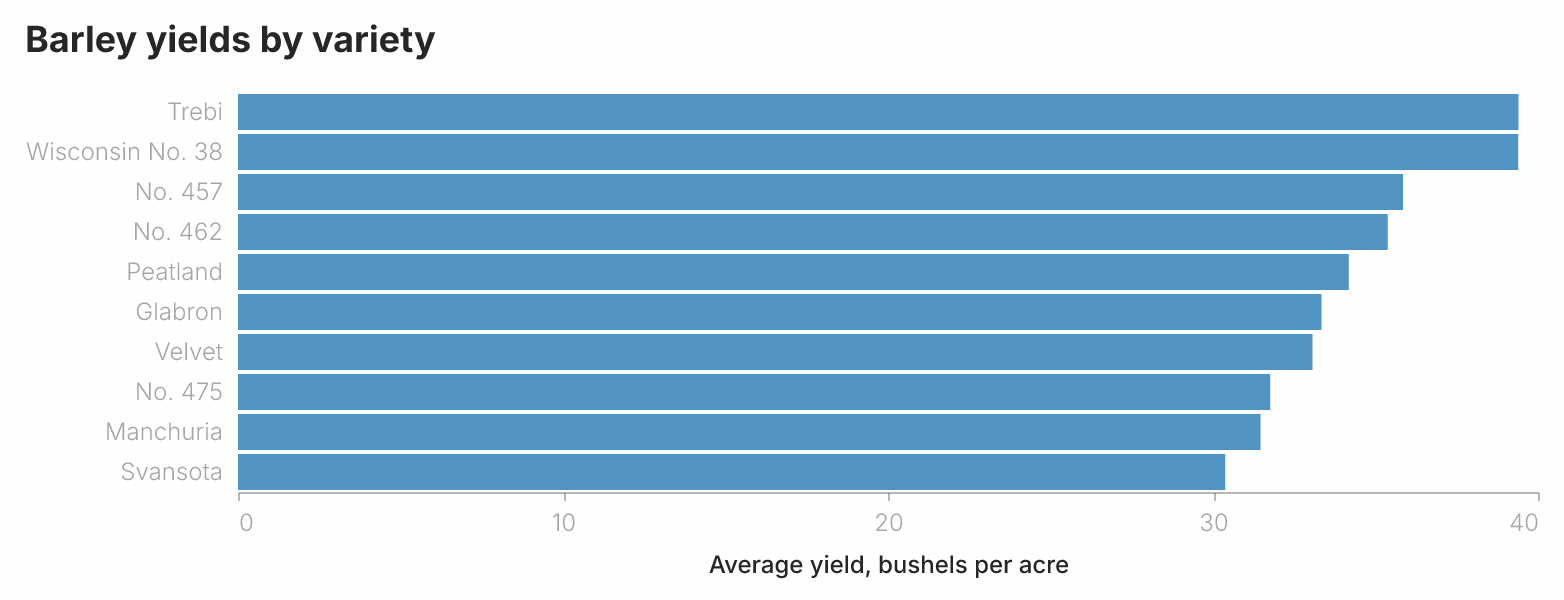 Barley yields by variety
Trebi
Wisconsin No. 38
No. 457
No. 462
Peatland
Glabron
Velvet
No. 475
Manchuria
Svansota
0 10 20 30 40
Average yield, bushels per acre